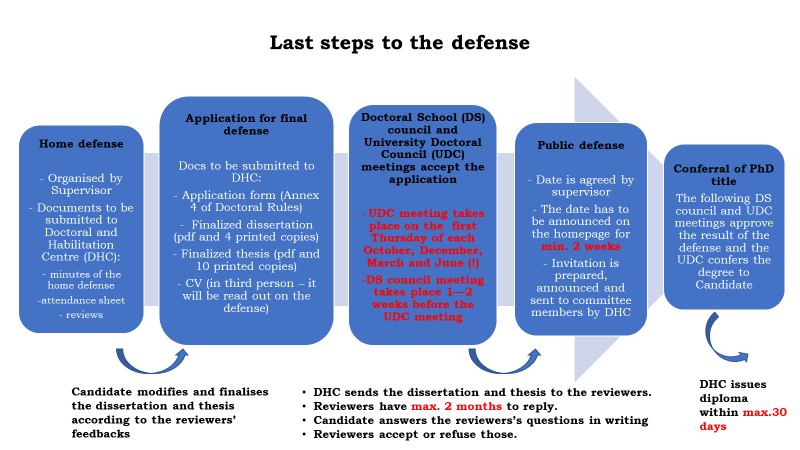 Last steps to the defense
Home defense
- Organised by
Supervisor
- Documents to be
submitted to
Doctoral and
Habilitation
Centre (DHC):
- minutes of the
home defense
-attendance sheet
- reviews
Application for final
defense
Docs to be submitted to
DHC:
- Application form (Annex
4 of Doctoral Rules)
- Finalized dissertation
(pdf and 4 printed copies)
- Finalized thesis (pdf and
10 printed copies)
- CV (in third person – it
will be read out on the
defense)
Doctoral School (DS)
council and
University Doctoral
Council (UDC)
meetings accept the
application
- UDC meeting takes
place on the first
Thursday of each
October, December,
March and June (!)
-DS council meeting
takes place 1—2
weeks before the
UDC meeting
Public defense
- Date is agreed by
supervisor
- The date has to
be announced on
the homepage for
min. 2 weeks
- Invitation is
prepared,
announced and
sent to committee
members by DHC
Conferral of PhD
title
The following DS
council and UDC
meetings approve
the result of the
defense and the
UDC confers the
degree to
Candidate
Candidate modifies and finalises
the dissertation and thesis
according to the reviewers'
feedbacks
• DHC sends the dissertation and thesis to the reviewers.
• Reviewers have max. 2 months to reply.
• Candidate answers the reviewers's questions in writing
• Reviewers accept or refuse those.
DHC issues
diploma
within max.30
days